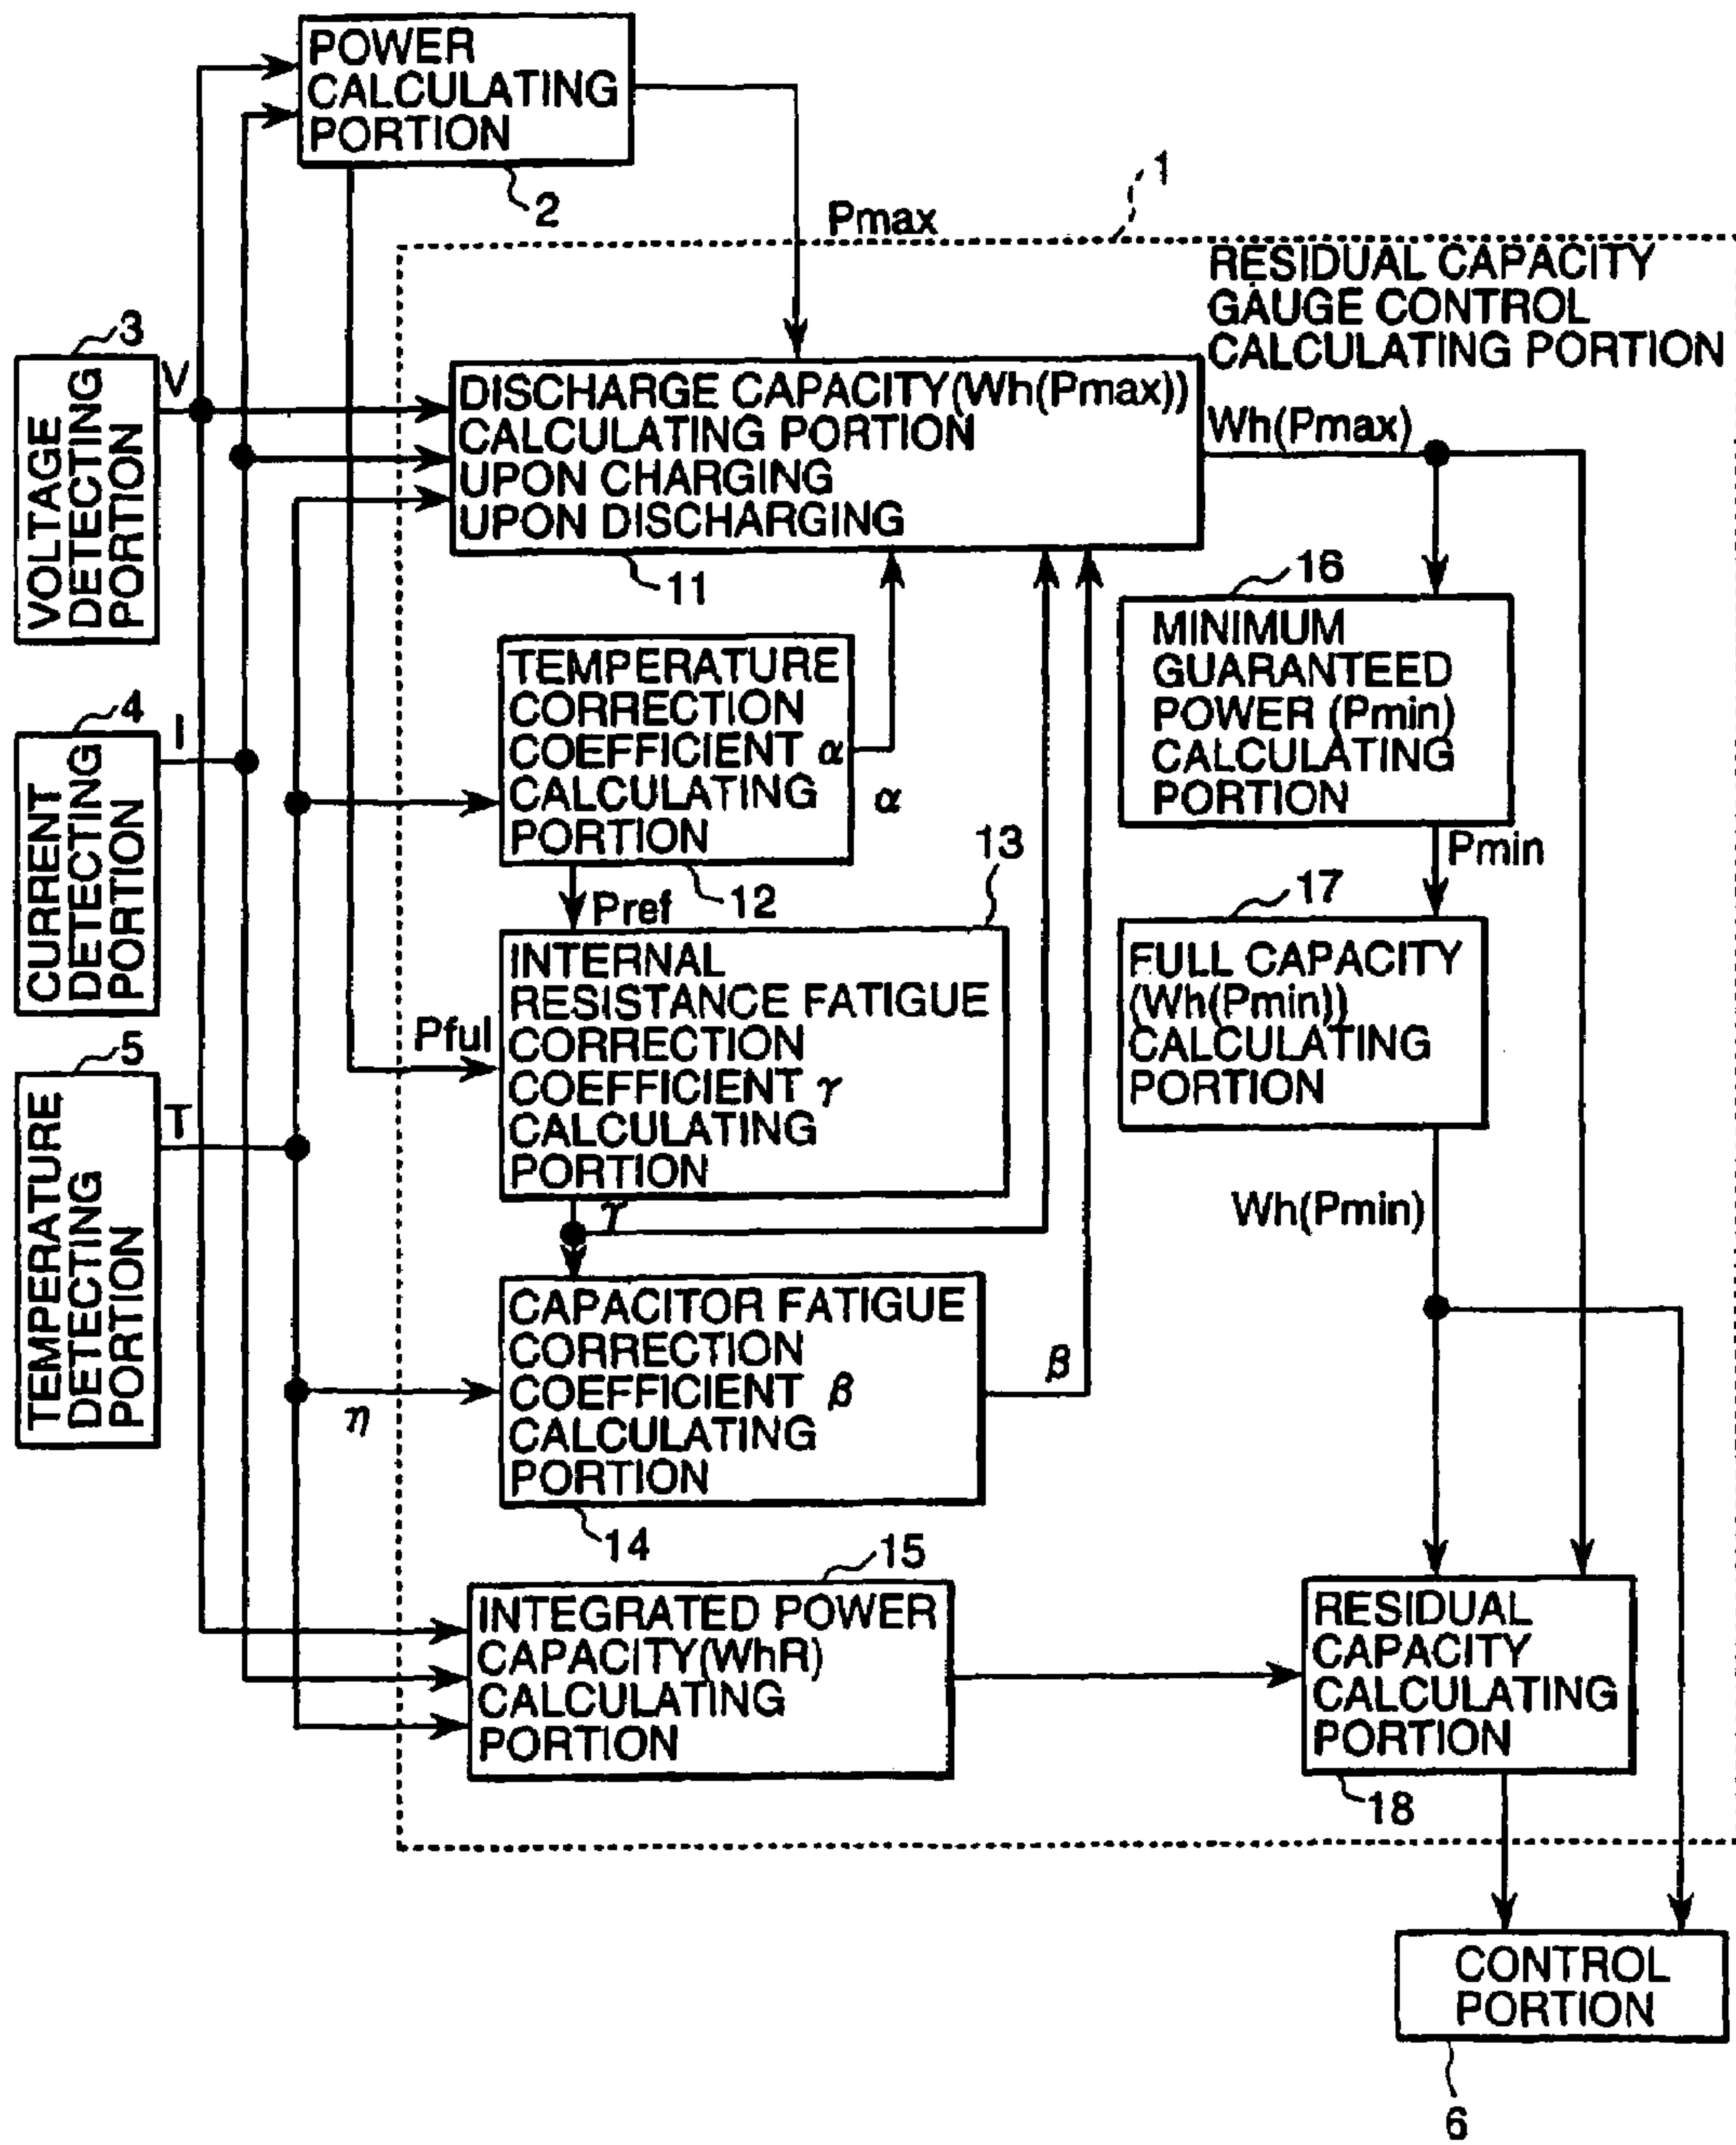 POWER
CALCULATING
PORTION
2
1
Pmax
RESIDUAL CAPACITY
GAUGE CONTROL
CALCULATING PORTION
3
V
VOLTAGE
DETECTING
PORTION
DISCHARGE CAPACITY(Wh(Pmax))
CALCULATING PORTION
UPON CHARGING
UPON DISCHARGING
11
Wh(Pmax)
16
MINIMUM
GUARANTEED
POWER (Pmin)
CALCULATING
PORTION
Pmin
4
I
CURRENT
DETECTING
PORTION
TEMPERATURE
CORRECTION
COEFFICIENT α
CALCULATING
PORTION
α
12
Pref
13
17
FULL CAPACITY
(Wh(Pmin))
CALCULATING
PORTION
Wh(Pmin)
5
T
TEMPERATURE
DETECTING
PORTION
Pful
INTERNAL
RESISTANCE FATIGUE
CORRECTION
COEFFICIENT γ
CALCULATING
PORTION
γ
CAPACITOR FATIGUE
CORRECTION
COEFFICIENT β
CALCULATING
PORTION
η
β
14
15
INTEGRATED POWER
CAPACITY(WhR)
CALCULATING
PORTION
RESIDUAL
CAPACITY
CALCULATING
PORTION
18
CONTROL
PORTION
6